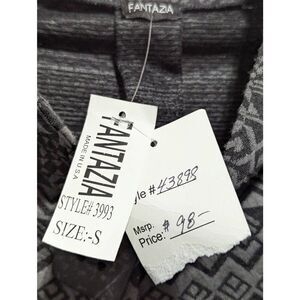 FANTAZIA
FANTAZIA
MADE IN U.S.A
STYLE# 3993
SIZE:-S
yle # 43898
Msrp.
Price: $ 98-